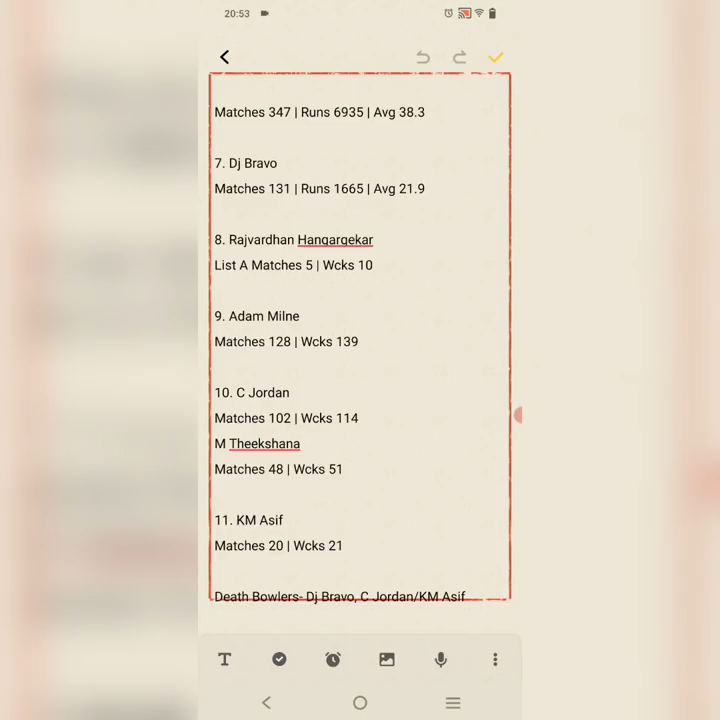 20:53
Matches 347 | Runs 6935 | Avg 38.3
7. Dj Bravo
Matches 131 | Runs 1665 | Avg 21.9
8. Rajvardhan Hangargekar
List A Matches 5 | Wcks 10
9. Adam Milne
Matches 128 | Wcks 139
10. C Jordan
Matches 102 | Wcks 114
M Theekshana
Matches 48 | Wcks 51
11. KM Asif
Matches 20 | Wcks 21
Death Bowlers- Dj Bravo, C Jordan/KM Asif
T